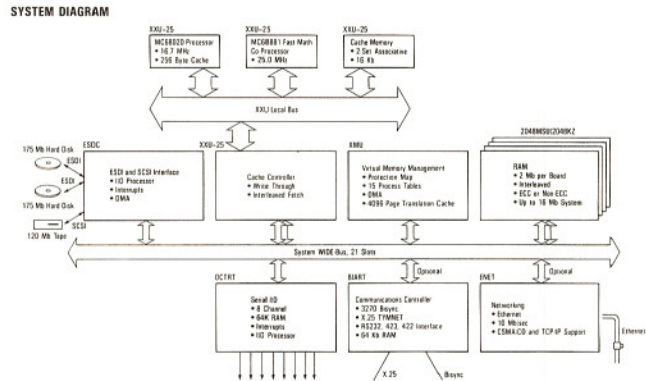 SYSTEM DIAGRAM
XXU-25
MC68020 Processor
• 16.7 MHz
• 256 Byte Cache
XXU-25
MC68881 Fast Math
Co Processor
• 25.0 MHz
XXU-25
Cache Memory
• 2-Set Associative
• 16 Kb
XXU Local Bus
175 Mb Hard Disk
ESDI
ESDI
175 Mb Hard Disk
SCSI
120 Mb Tape
ESDC
ESDI and SCSI Interface
• I/O Processor
• Interrupts
• DMA
XXU-25
Cache Controller
• Write Through
• Interleaved Fetch
XMU
Virtual Memory Management
• Protection Map
• 15 Process Tables
• DMA
• 4096 Page Translation Cache
RAM
• 2 Mb per Board
• Interleaved
• ECC or Non-ECC
• Up to 16 Mb System
System WIDE-Bus, 21 Slots
OCTRT
Serial I/O
• 8 Channel
• 64K RAM
• Interrupts
• I/O Processor
BIART
Optional
Communications Controller
• 3270 Bisync
• X.25 TYMNET
• RS232, 423, 422 Interface
• 64 Kb RAM
X.25
Bisync
ENET
Optional
Networking
• Ethernet
• 10 Mb/sec
• CSMA/CD and TCP-IP Support
Ethernet